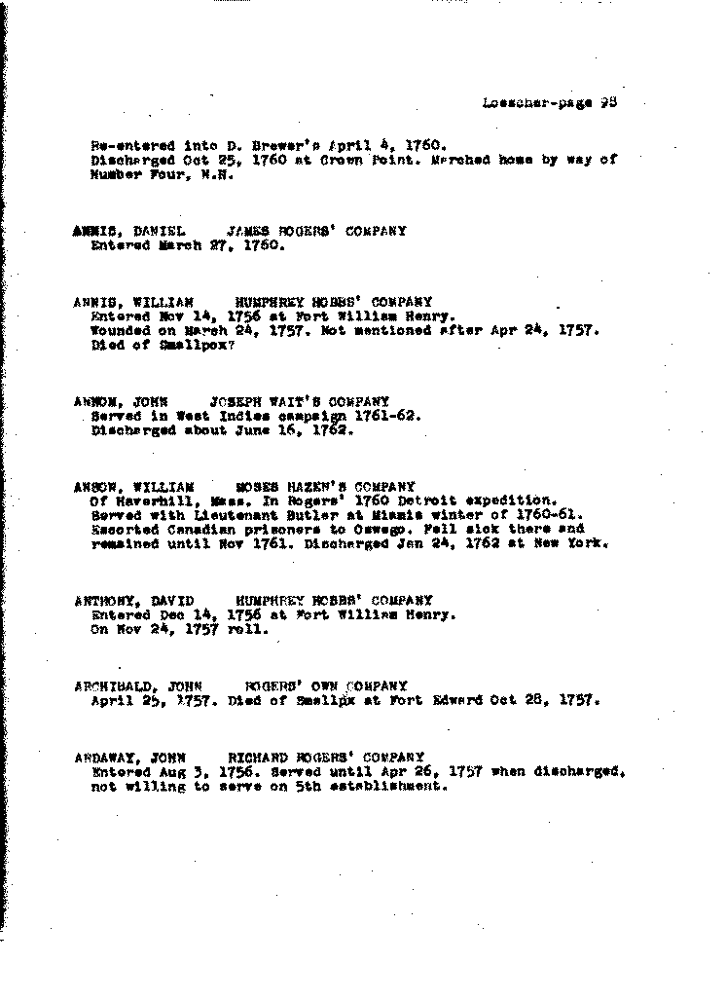 Loescher-page 98
Re-entered into D. Brewer's April 4, 1760.
Discharged Oct 25, 1760 at Crown Point. Marched home by way of
Number Four, N.H.
ANNIS, DANIEL JAMES ROGERS' COMPANY
Entered March 27, 1760.
ANNIS, WILLIAM HUMPHREY HOBBS' COMPANY
Entered Nov 14, 1756 at Fort William Henry.
Wounded on March 24, 1757. Not mentioned after Apr 24, 1757.
Died of Smallpox?
ANNOM, JOHN JOSEPH WAIT'S COMPANY
Served in West Indies campaign 1761-62.
Discharged about June 16, 1762.
ANSON, WILLIAM MOSES HAZEN'S COMPANY
Of Haverhill, Mass. In Rogers' 1760 Detroit expedition.
Served with Lieutenant Butler at Miamis winter of 1760-61.
Escorted Canadian prisoners to Oswego. Fell sick there and
remained until Nov 1761. Discharged Jan 24, 1762 at New York.
ANTHONY, DAVID HUMPHREY HOBBS' COMPANY
Entered Dec 14, 1756 at Fort William Henry.
On Nov 24, 1757 roll.
ARCHIBALD, JOHN ROGERS' OWN COMPANY
April 25, 1757. Died of Smallpx at Fort Edward Oct 28, 1757.
ARDAWAY, JOHN RICHARD ROGERS' COMPANY
Entered Aug 3, 1756. Served until Apr 26, 1757 when discharged,
not willing to serve on 5th establishment.